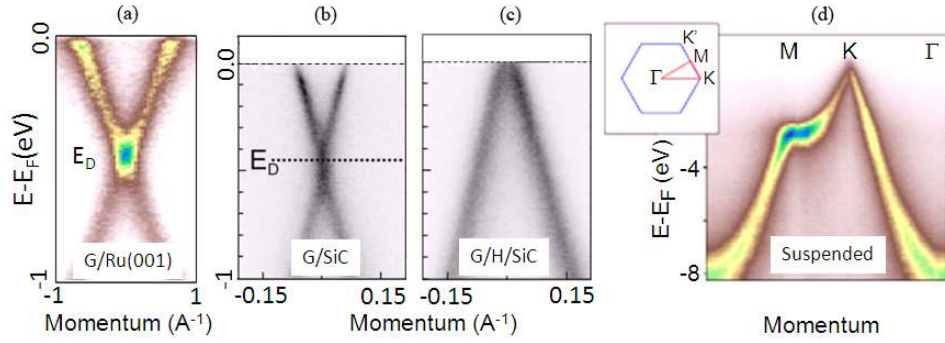 (a)
0.0
E-E_F(eV)
E_D
G/Ru(001)
-1
-1
1
Momentum (A⁻¹)
(b)
0.0
E_D
G/SiC
-1
-0.15
0.15
Momentum (A⁻¹)
(c)
G/H/SiC
-0.15
0.15
(d)
K'
M
Γ
K
M
K
Γ
E-E_F (eV)
-4
-8
Suspended
Momentum